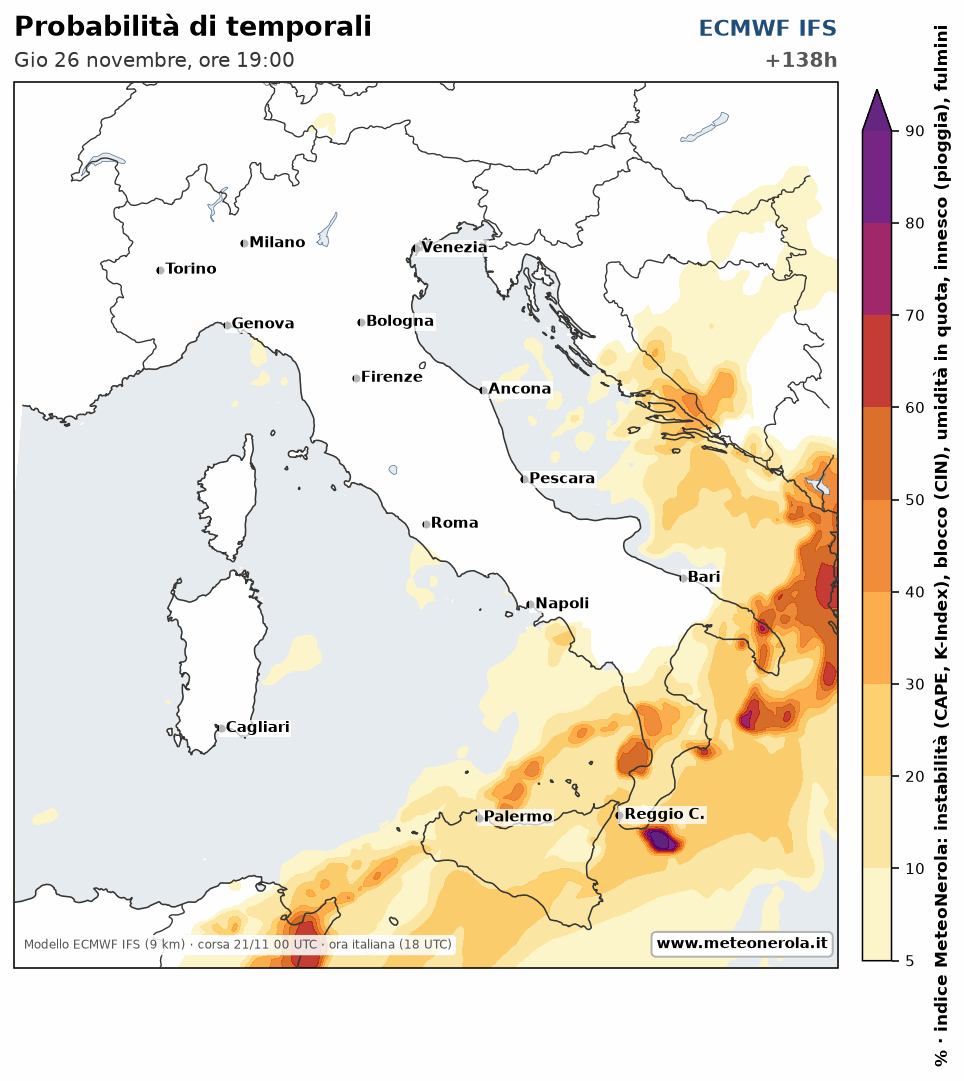 Probabilità di temporali
ECMWF IFS
Gio 26 novembre, ore 19:00
+138h
Milano
Venezia
Torino
Genova
Bologna
Firenze
Ancona
Pescara
Roma
Bari
Napoli
Cagliari
Palermo
Reggio C.
Modello ECMWF IFS (9 km) · corsa 21/11 00 UTC · ora italiana (18 UTC)
www.meteonerola.it
90
80
70
60
50
40
30
20
10
5
% · indice MeteoNerola: instabilità (CAPE, K-Index), blocco (CIN), umidità in quota, innesco (pioggia), fulmini